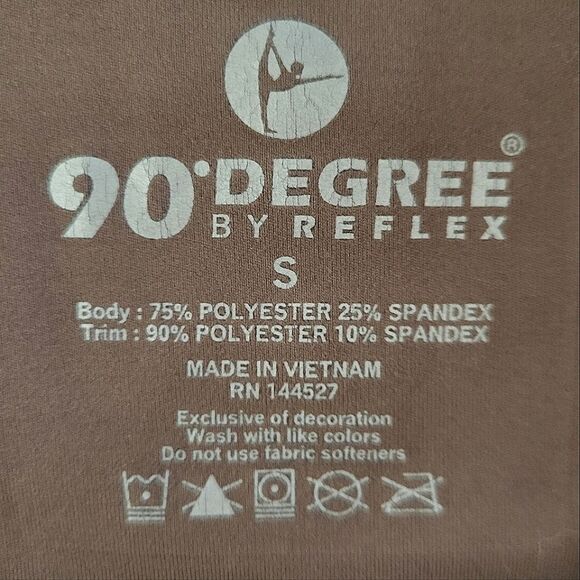 90°DEGREE®
BY REFLEX
S
Body : 75% POLYESTER 25% SPANDEX
Trim : 90% POLYESTER 10% SPANDEX
MADE IN VIETNAM
RN 144527
Exclusive of decoration
Wash with like colors
Do not use fabric softeners